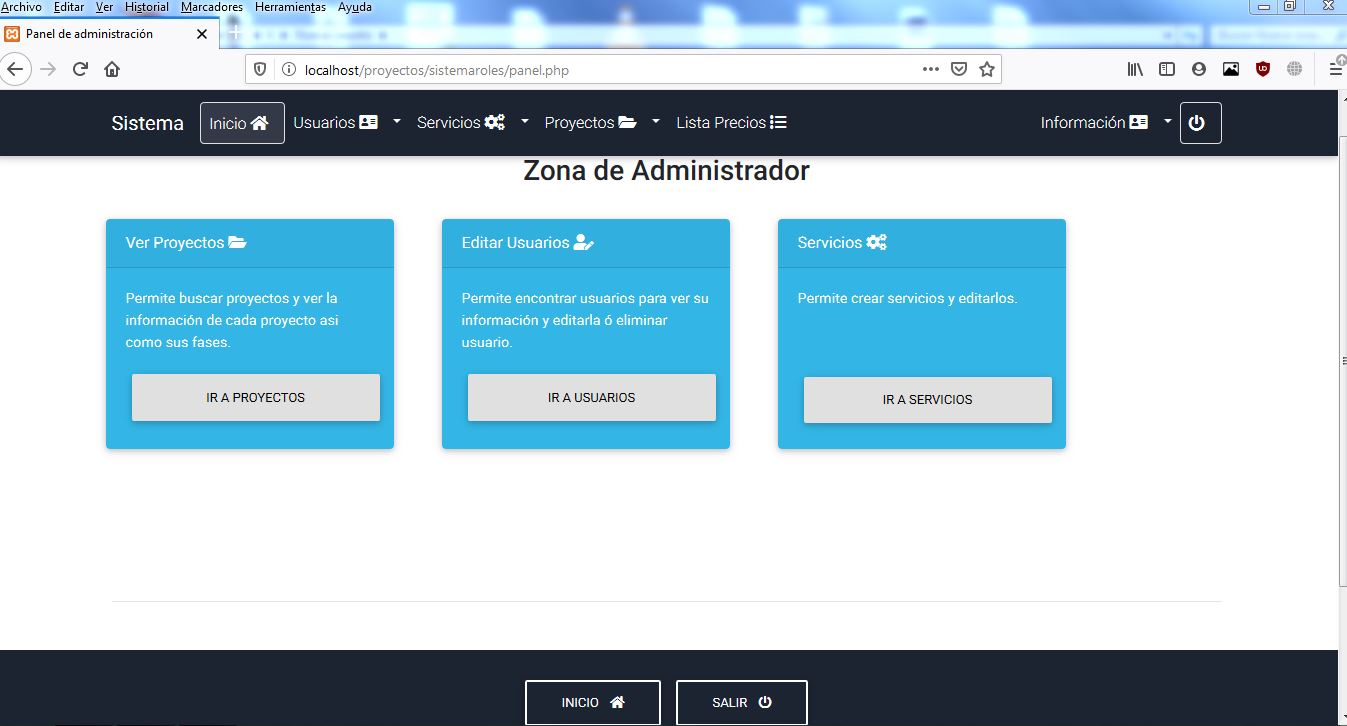 Archivo Editar Ver Historial Marcadores Herramientas Ayuda
Panel de administración
localhost/proyectos/sistemaroles/panel.php
Sistema Inicio Usuarios Servicios Proyectos Lista Precios Información
Zona de Administrador
Ver Proyectos
Permite buscar proyectos y ver la
información de cada proyecto asi
como sus fases.
IR A PROYECTOS
Editar Usuarios
Permite encontrar usuarios para ver su
información y editarla ó eliminar
usuario.
IR A USUARIOS
Servicios
Permite crear servicios y editarlos.
IR A SERVICIOS
INICIO SALIR